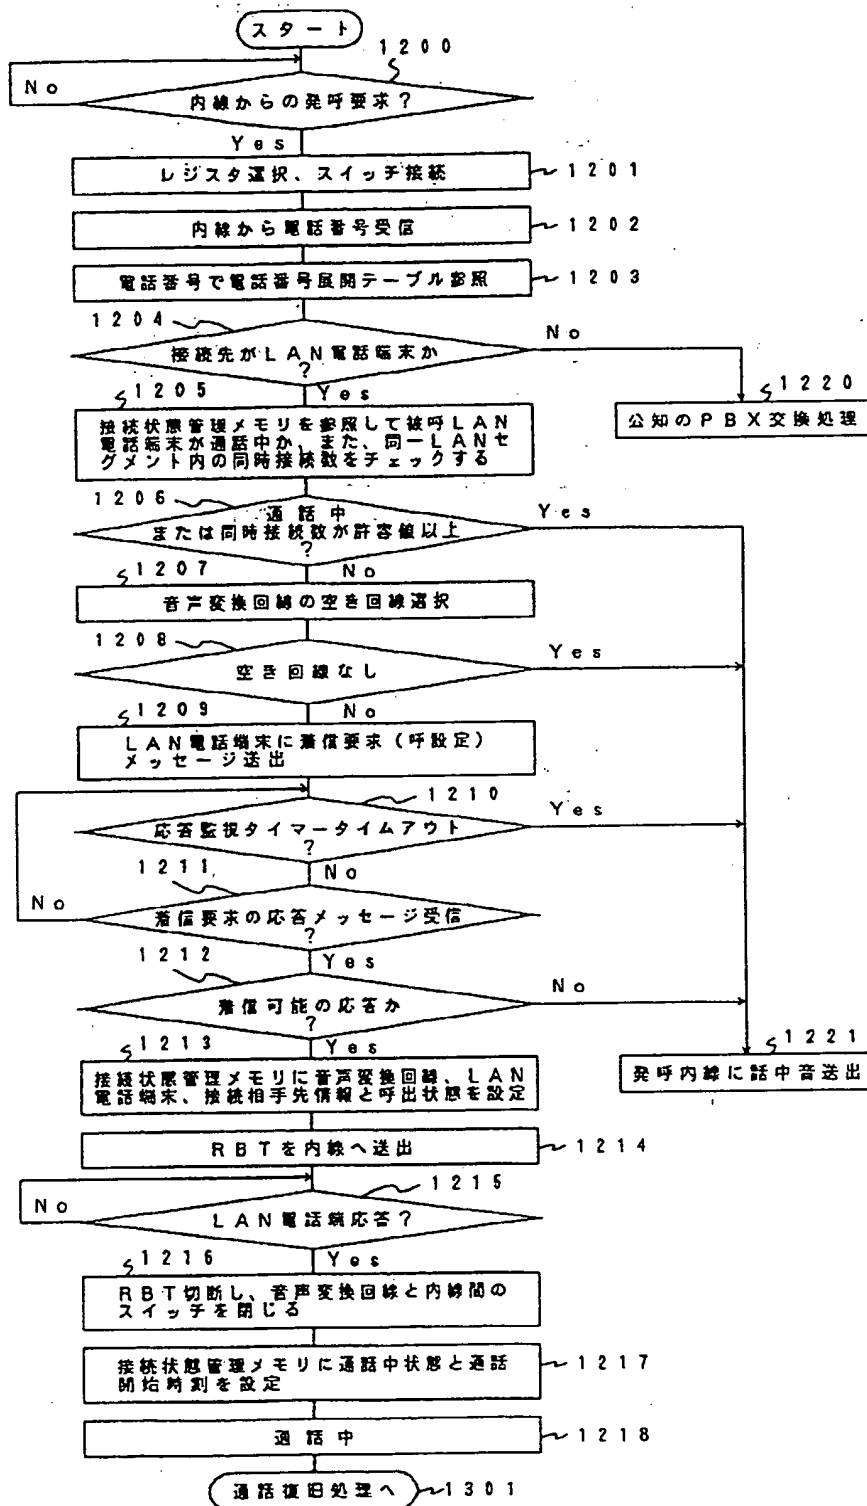 スタート
1200
No
内線からの発呼要求?
Yes
レジスタ選択、スイッチ接続
1201
内線から電話番号受信
1202
電話番号で電話番号展開テーブル参照
1203
1204
No
接続先がLAN電話端末か
?
1205
Yes
1220
接続状態管理メモリを参照して被呼LAN
電話端末が通話中か、また、同一LANセ
グメント内の同時接続数をチェックする
公知のPBX交換処理
1206
通話中
または同時接続数が許容値以上
?
Yes
1207
No
音声変換回線の空き回線選択
1208
Yes
空き回線なし
1209
No
LAN電話端末に着信要求(呼設定)
メッセージ送出
1210
Yes
応答監視タイマータイムアウト
?
1211
No
No
着信要求の応答メッセージ受信
?
1212
Yes
No
着信可能の応答か
?
1213
Yes
1221
接続状態管理メモリに音声変換回線、LAN
電話端末、接続相手先情報と呼出状態を設定
発呼内線に話中音送出
RBTを内線へ送出
1214
1215
No
LAN電話端応答?
1216
Yes
RBT切断し、音声変換回線と内線間の
スイッチを閉じる
接続状態管理メモリに通話中状態と通話
開始時刻を設定
1217
通話中
1218
通話復旧処理へ
1301